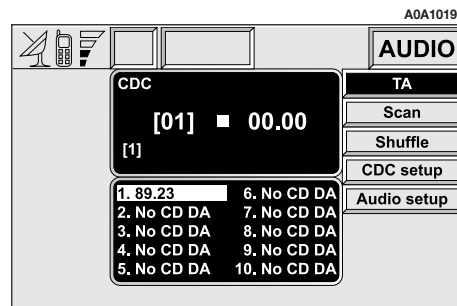 A0A1019
AUDIO
CDC
[01] ■ 00.00
[1]
TA
Scan
Shuffle
CDC setup
Audio setup
1. 89.23
2. No CD DA
3. No CD DA
4. No CD DA
5. No CD DA
6. No CD DA
7. No CD DA
8. No CD DA
9. No CD DA
10. No CD DA